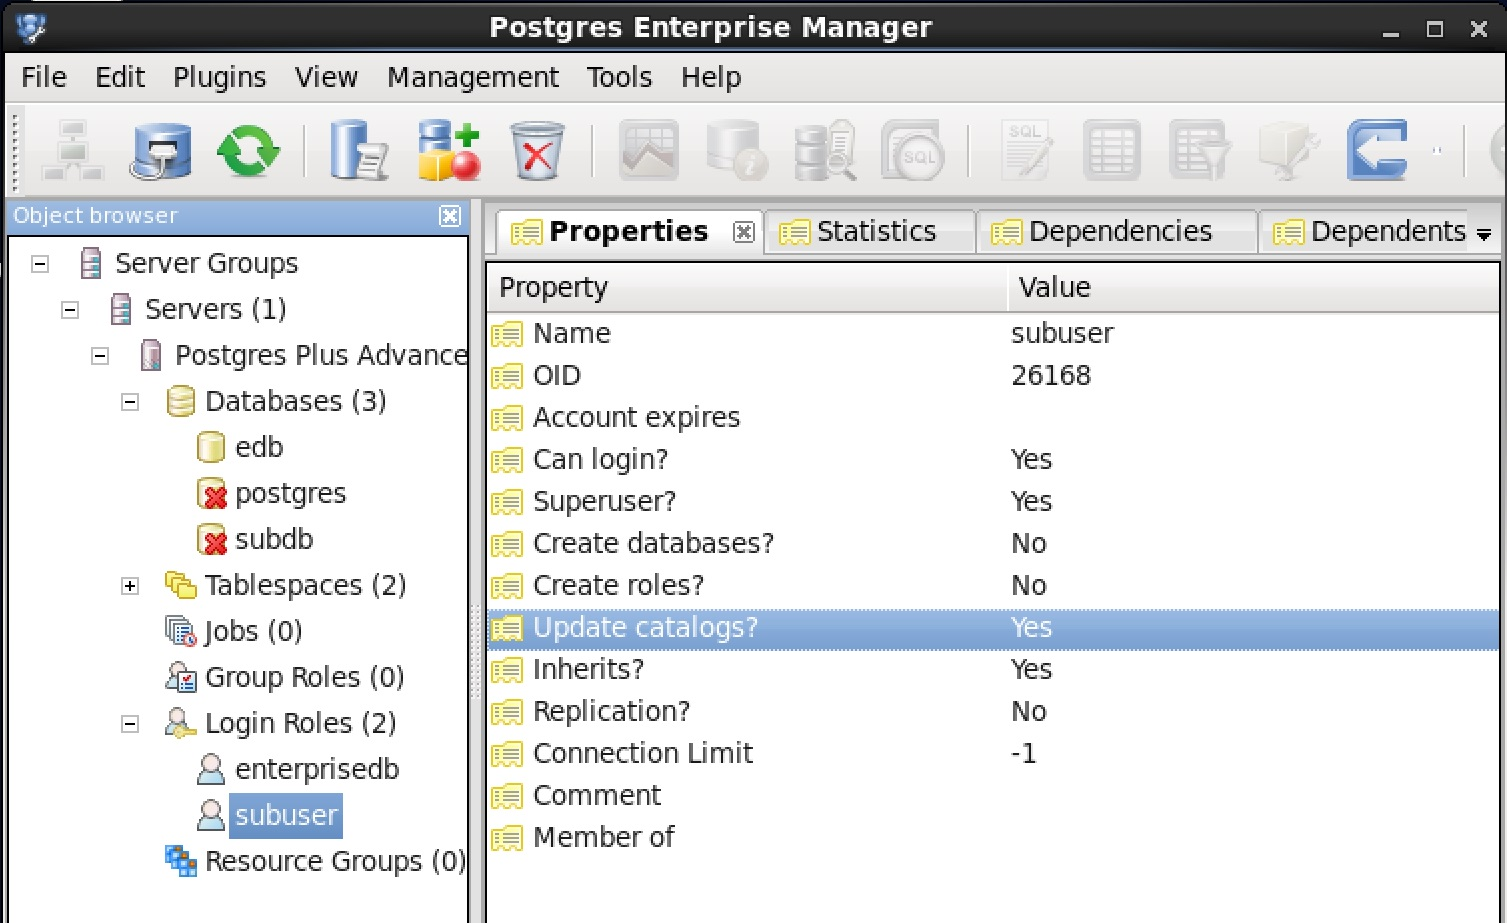 Postgres Enterprise Manager
File Edit Plugins View Management Tools Help
SQL SQL
Object browser
Server Groups
Servers (1)
Postgres Plus Advance
Databases (3)
edb
postgres
subdb
Tablespaces (2)
Jobs (0)
Group Roles (0)
Login Roles (2)
enterprisedb
subuser
Resource Groups (0)
Properties Statistics Dependencies Dependents
Property Value
Name subuser
OID 26168
Account expires
Can login? Yes
Superuser? Yes
Create databases? No
Create roles? No
Update catalogs? Yes
Inherits? Yes
Replication? No
Connection Limit -1
Comment
Member of